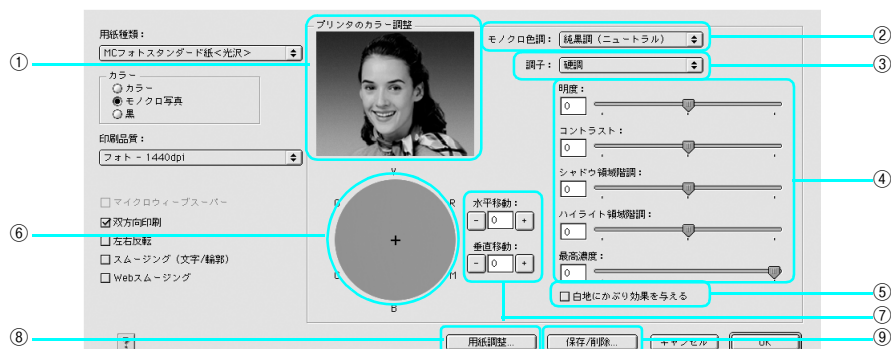 用紙種類：
MCフォトスタンダード紙<光沢>
カラー
カラー
モノクロ写真
黒
印刷品質：
フォト - 1440dpi
マイクロウィーブスーパー
双方向印刷
左右反転
スムージング（文字/輪郭）
Webスムージング
?
プリンタのカラー調整
Y
G
R
C
M
B
水平移動：
- 0 +
垂直移動：
- 0 +
モノクロ色調：
純黒調（ニュートラル）
調子：
硬調
明度：
0
コントラスト：
0
シャドウ領域階調：
0
ハイライト領域階調：
0
最高濃度：
0
白地にかぶり効果を与える
用紙調整...
保存/削除...
キャンセル
OK
①
②
③
④
⑤
⑥
⑦
⑧
⑨